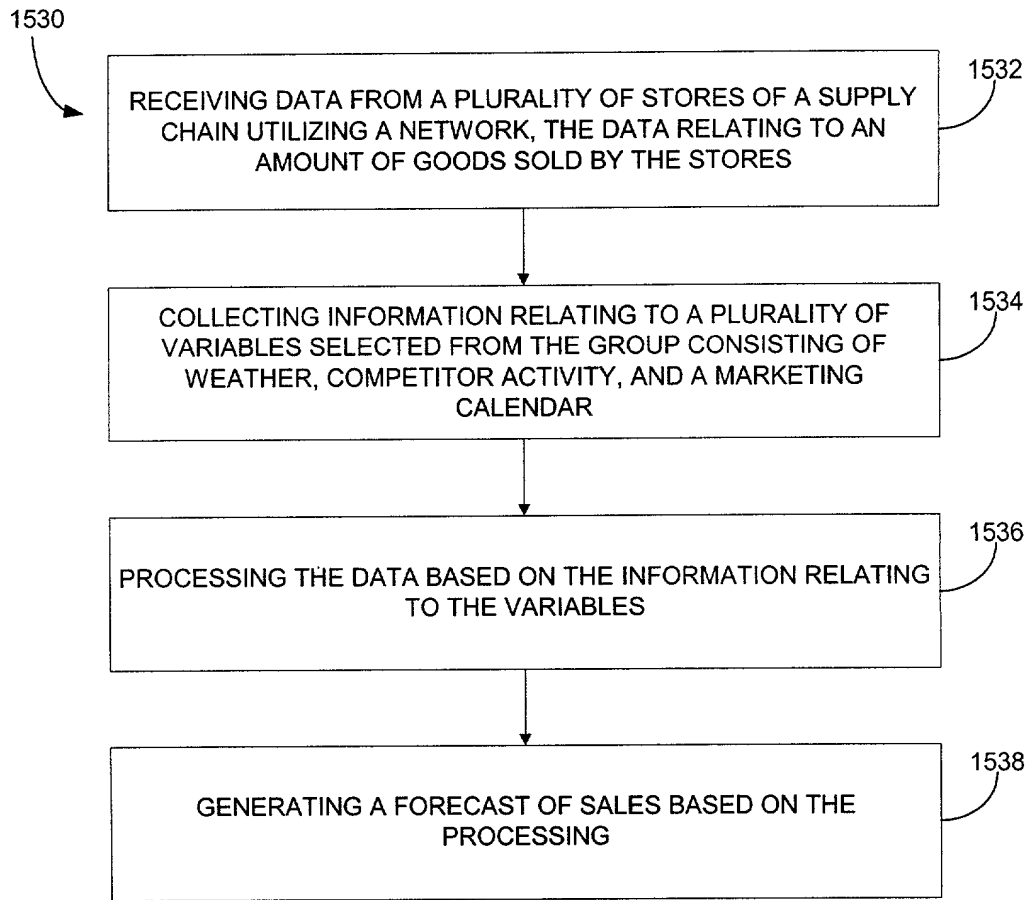 1530
1532
RECEIVING DATA FROM A PLURALITY OF STORES OF A SUPPLY
CHAIN UTILIZING A NETWORK, THE DATA RELATING TO AN
AMOUNT OF GOODS SOLD BY THE STORES
1534
COLLECTING INFORMATION RELATING TO A PLURALITY OF
VARIABLES SELECTED FROM THE GROUP CONSISTING OF
WEATHER, COMPETITOR ACTIVITY, AND A MARKETING
CALENDAR
1536
PROCESSING THE DATA BASED ON THE INFORMATION RELATING
TO THE VARIABLES
1538
GENERATING A FORECAST OF SALES BASED ON THE
PROCESSING